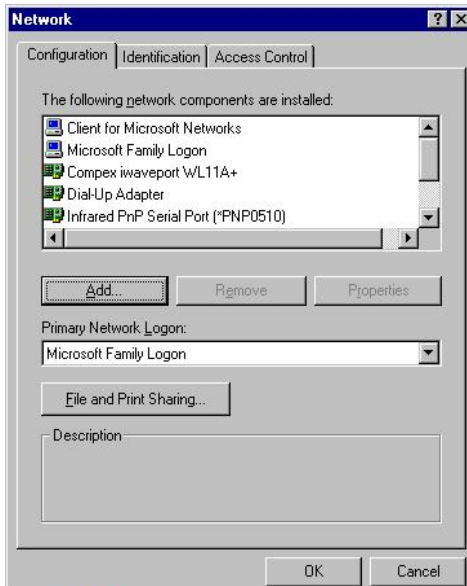 Network
Configuration Identification Access Control
The following network components are installed:
Client for Microsoft Networks
Microsoft Family Logon
Compex iwaveport WL11A+
Dial-Up Adapter
Infrared PnP Serial Port (*PNP0510)
Add... Remove Properties
Primary Network Logon:
Microsoft Family Logon
File and Print Sharing...
Description
OK Cancel